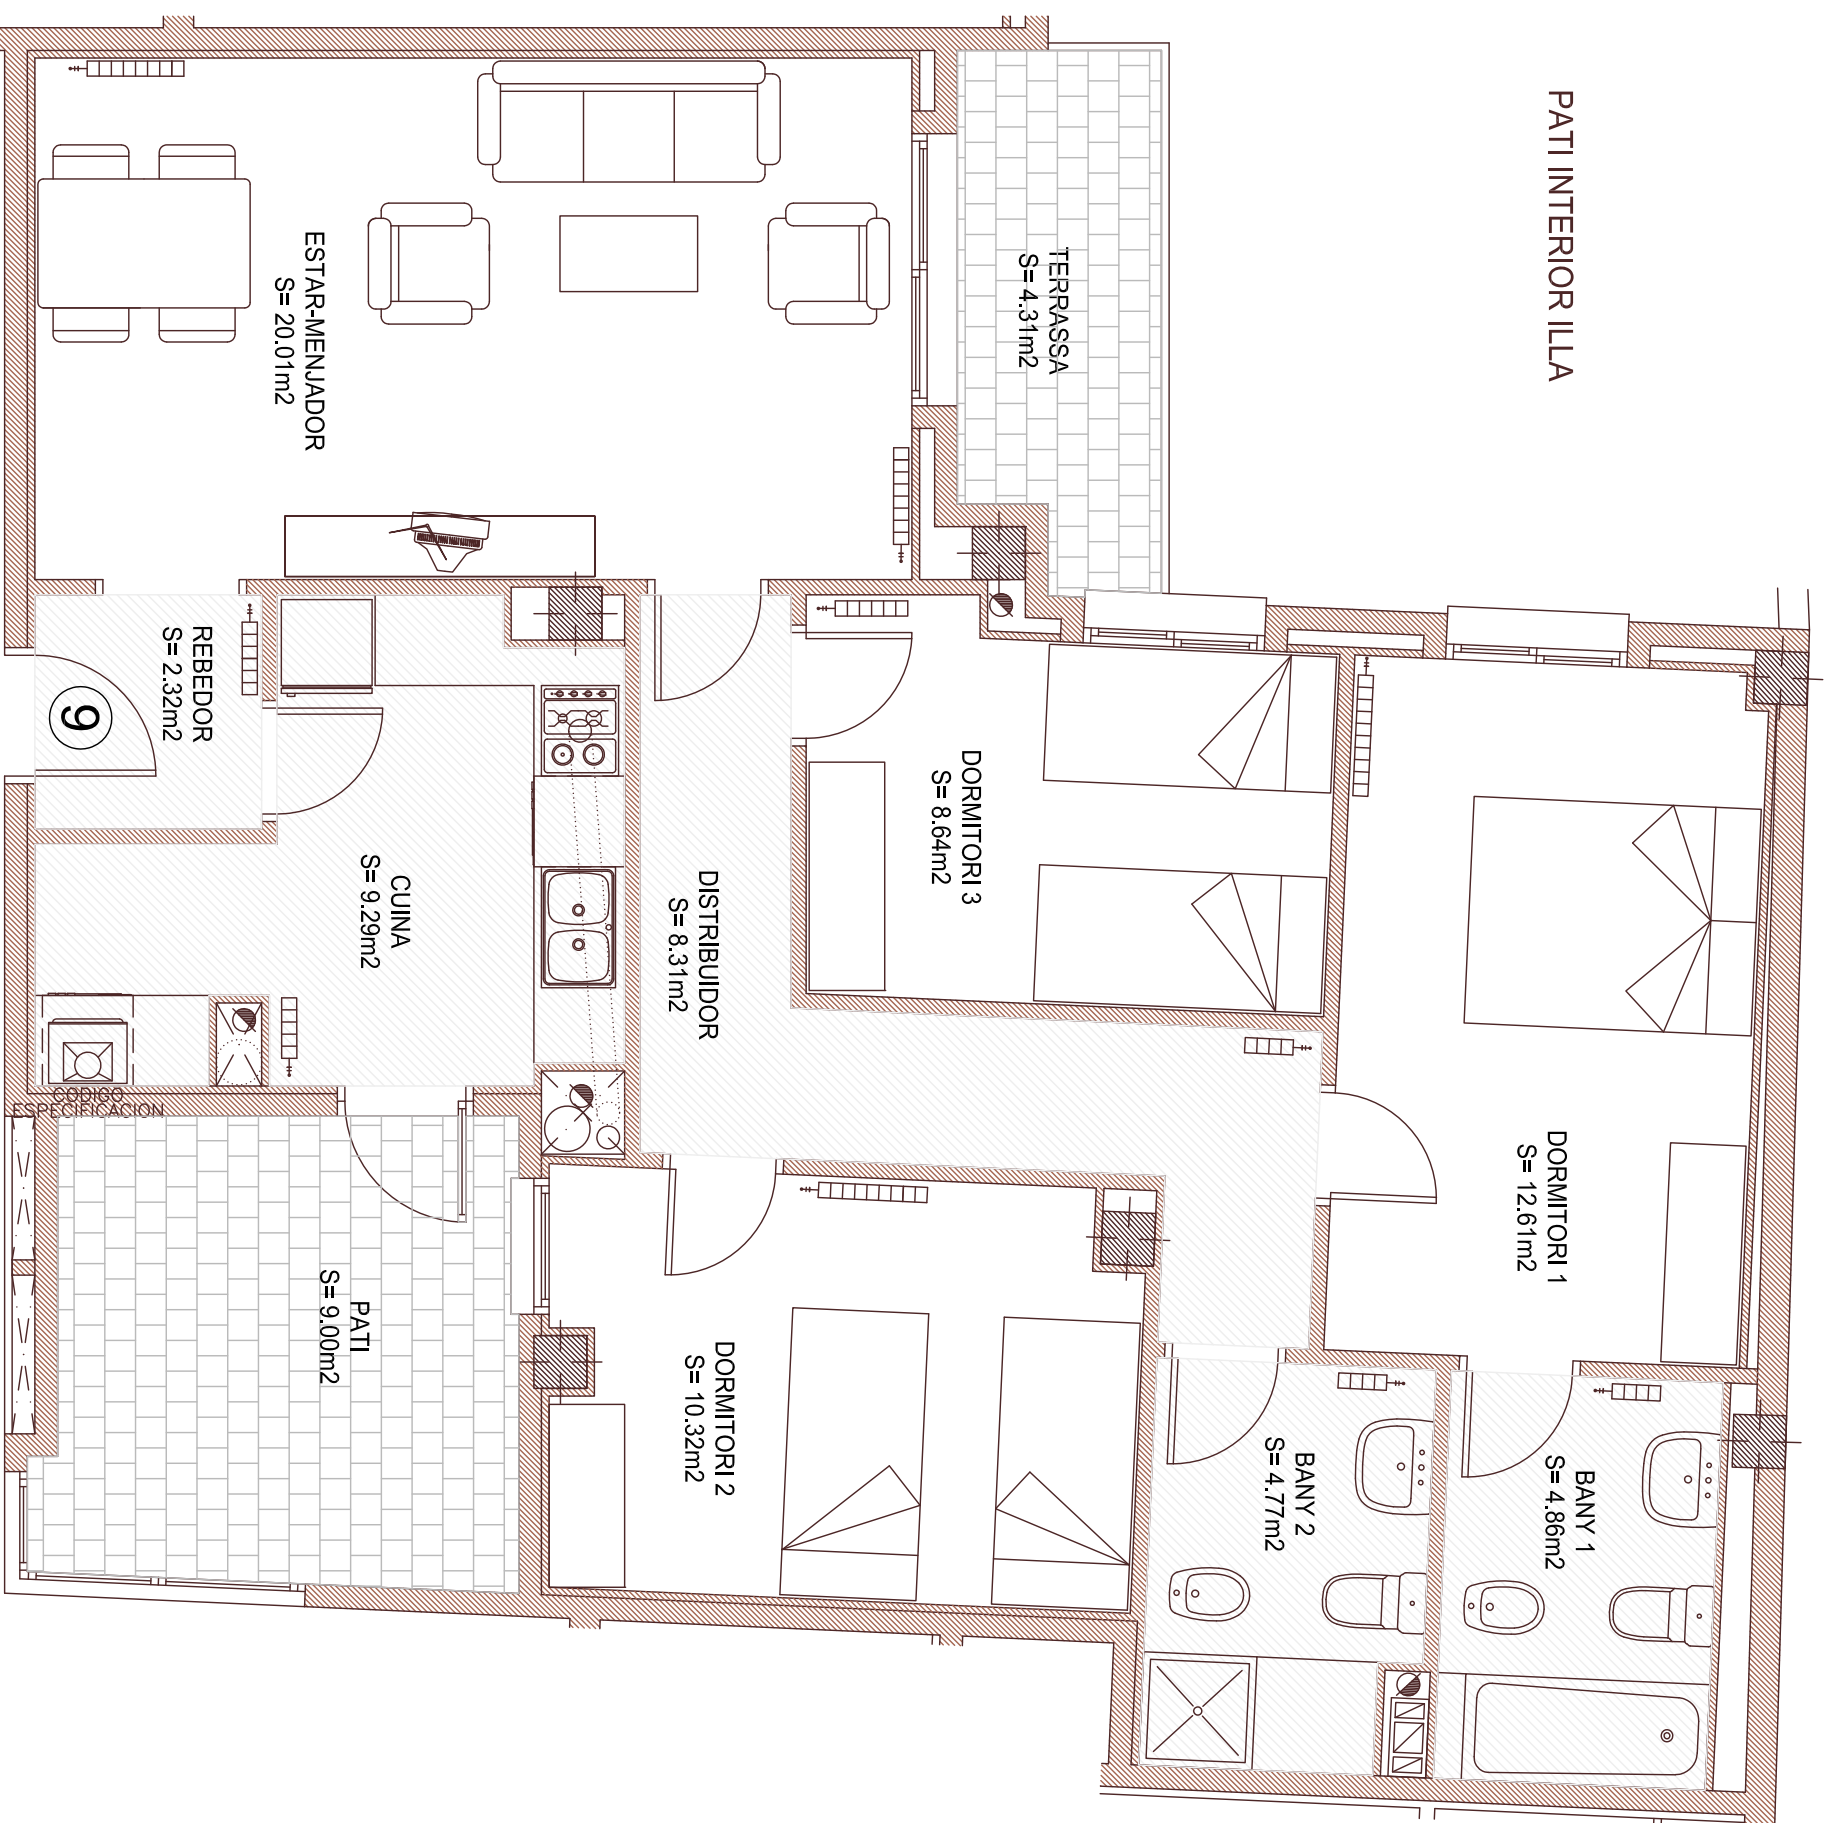 PATI INTERIOR ILLA
TERRASSA
S= 4.31m2
ESTAR-MENJADOR
S= 20.01m2
REBEDOR
S= 2.32m2
9
CUINA
S= 9.29m2
DISTRIBUIDOR
S= 8.31m2
DORMITORI 3
S= 8.64m2
DORMITORI 1
S= 12.61m2
DORMITORI 2
S= 10.32m2
BANY 2
S= 4.77m2
BANY 1
S= 4.86m2
PATI
S= 9.00m2
CODIGO
ESPECIFICACION